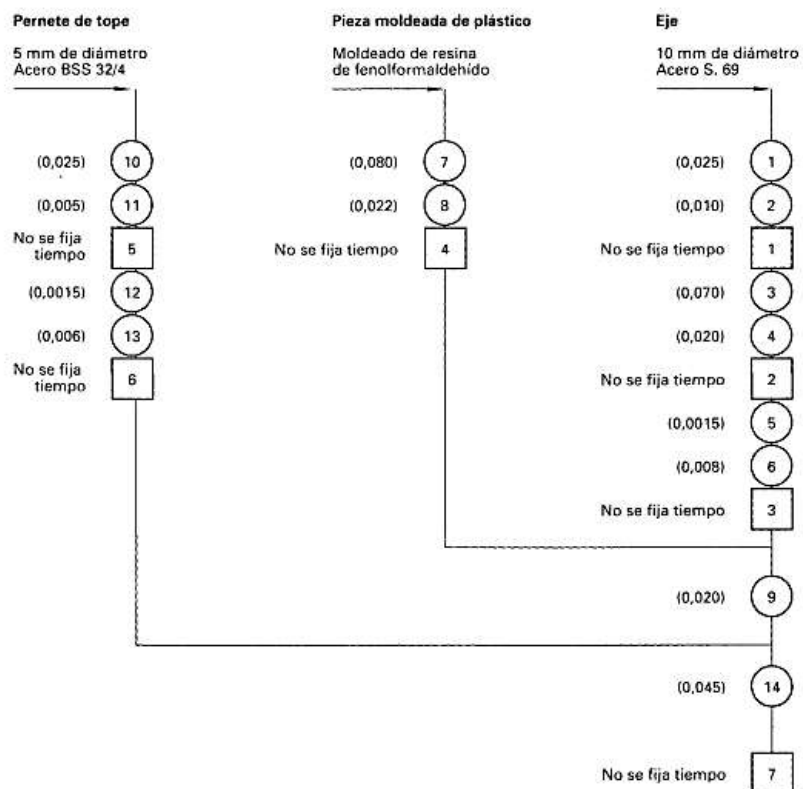 Pernete de tope
5 mm de diámetro
Acero BSS 32/4
(0,025) 10
(0,005) 11
No se fija
tiempo 5
(0,0015) 12
(0,006) 13
No se fija
tiempo 6
Pieza moldeada de plástico
Moldeado de resina
de fenolformaldehído
(0,080) 7
(0,022) 8
No se fija tiempo 4
Eje
10 mm de diámetro
Acero S. 69
(0,025) 1
(0,010) 2
No se fija tiempo 1
(0,070) 3
(0,020) 4
No se fija tiempo 2
(0,0015) 5
(0,008) 6
No se fija tiempo 3
(0,020) 9
(0,045) 14
No se fija tiempo 7